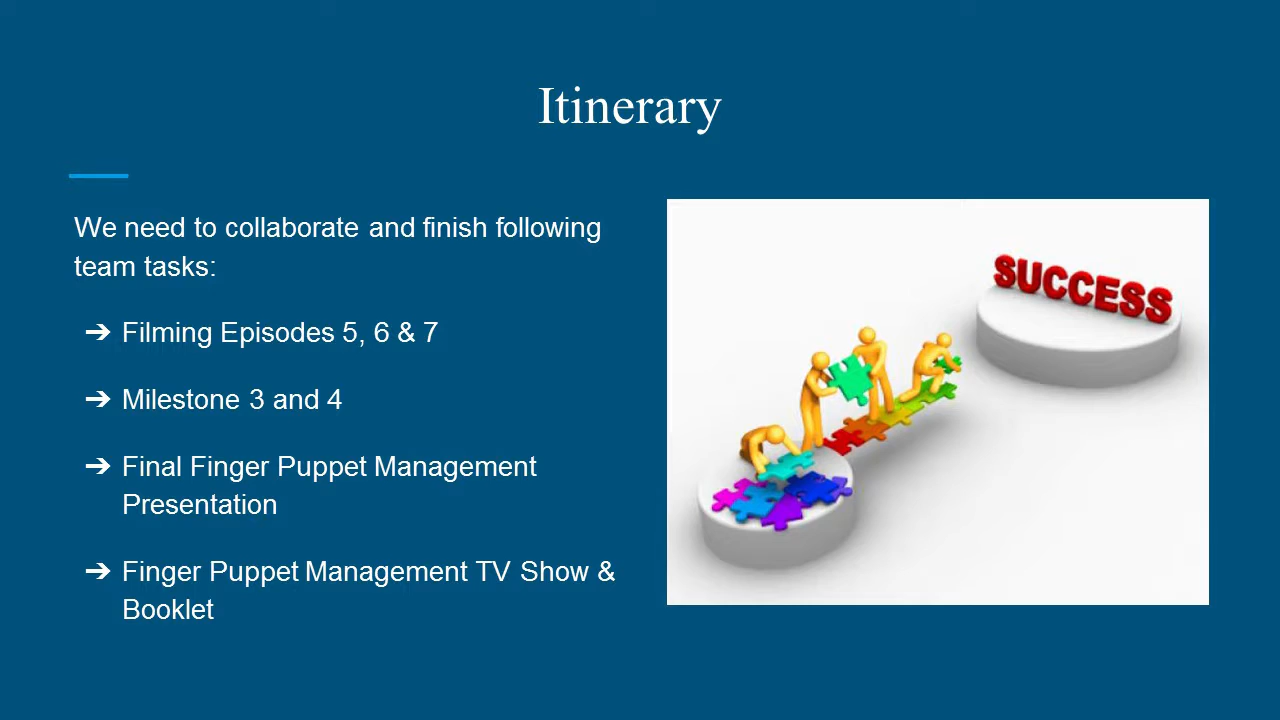 Itinerary
We need to collaborate and finish following
team tasks:
➔ Filming Episodes 5, 6 & 7
➔ Milestone 3 and 4
➔ Final Finger Puppet Management
Presentation
➔ Finger Puppet Management TV Show &
Booklet
SUCCESS